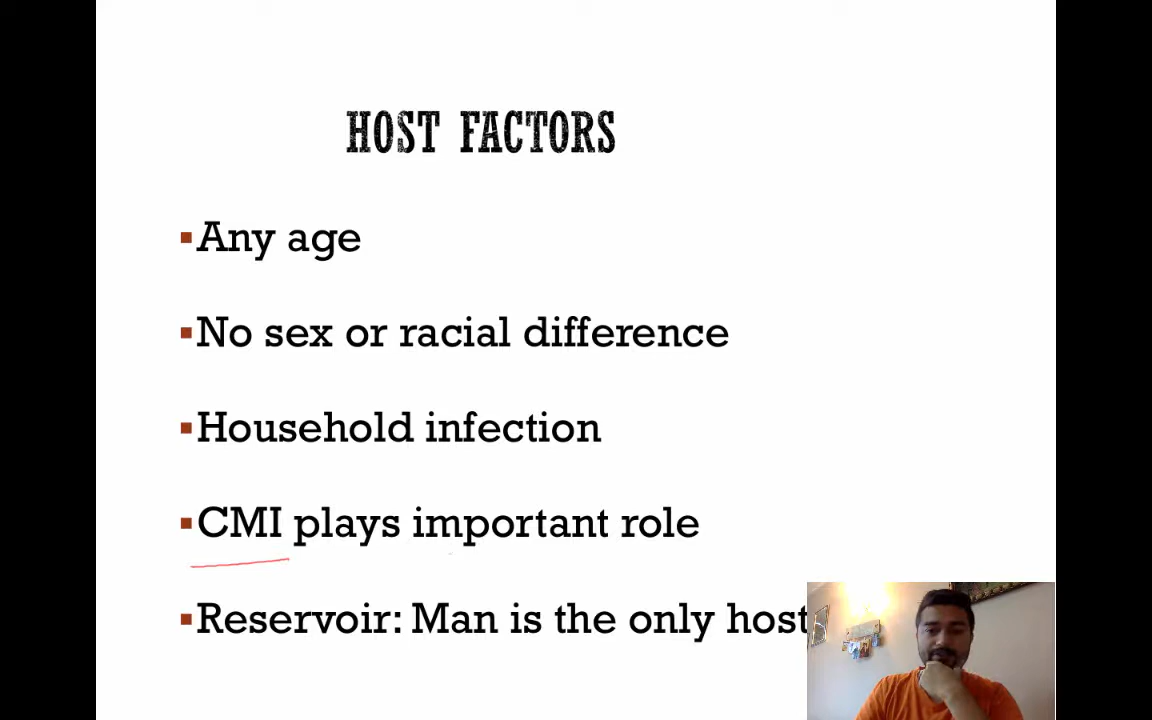 HOST FACTORS
▪Any age
▪No sex or racial difference
▪Household infection
▪CMI plays important role
▪Reservoir: Man is the only host